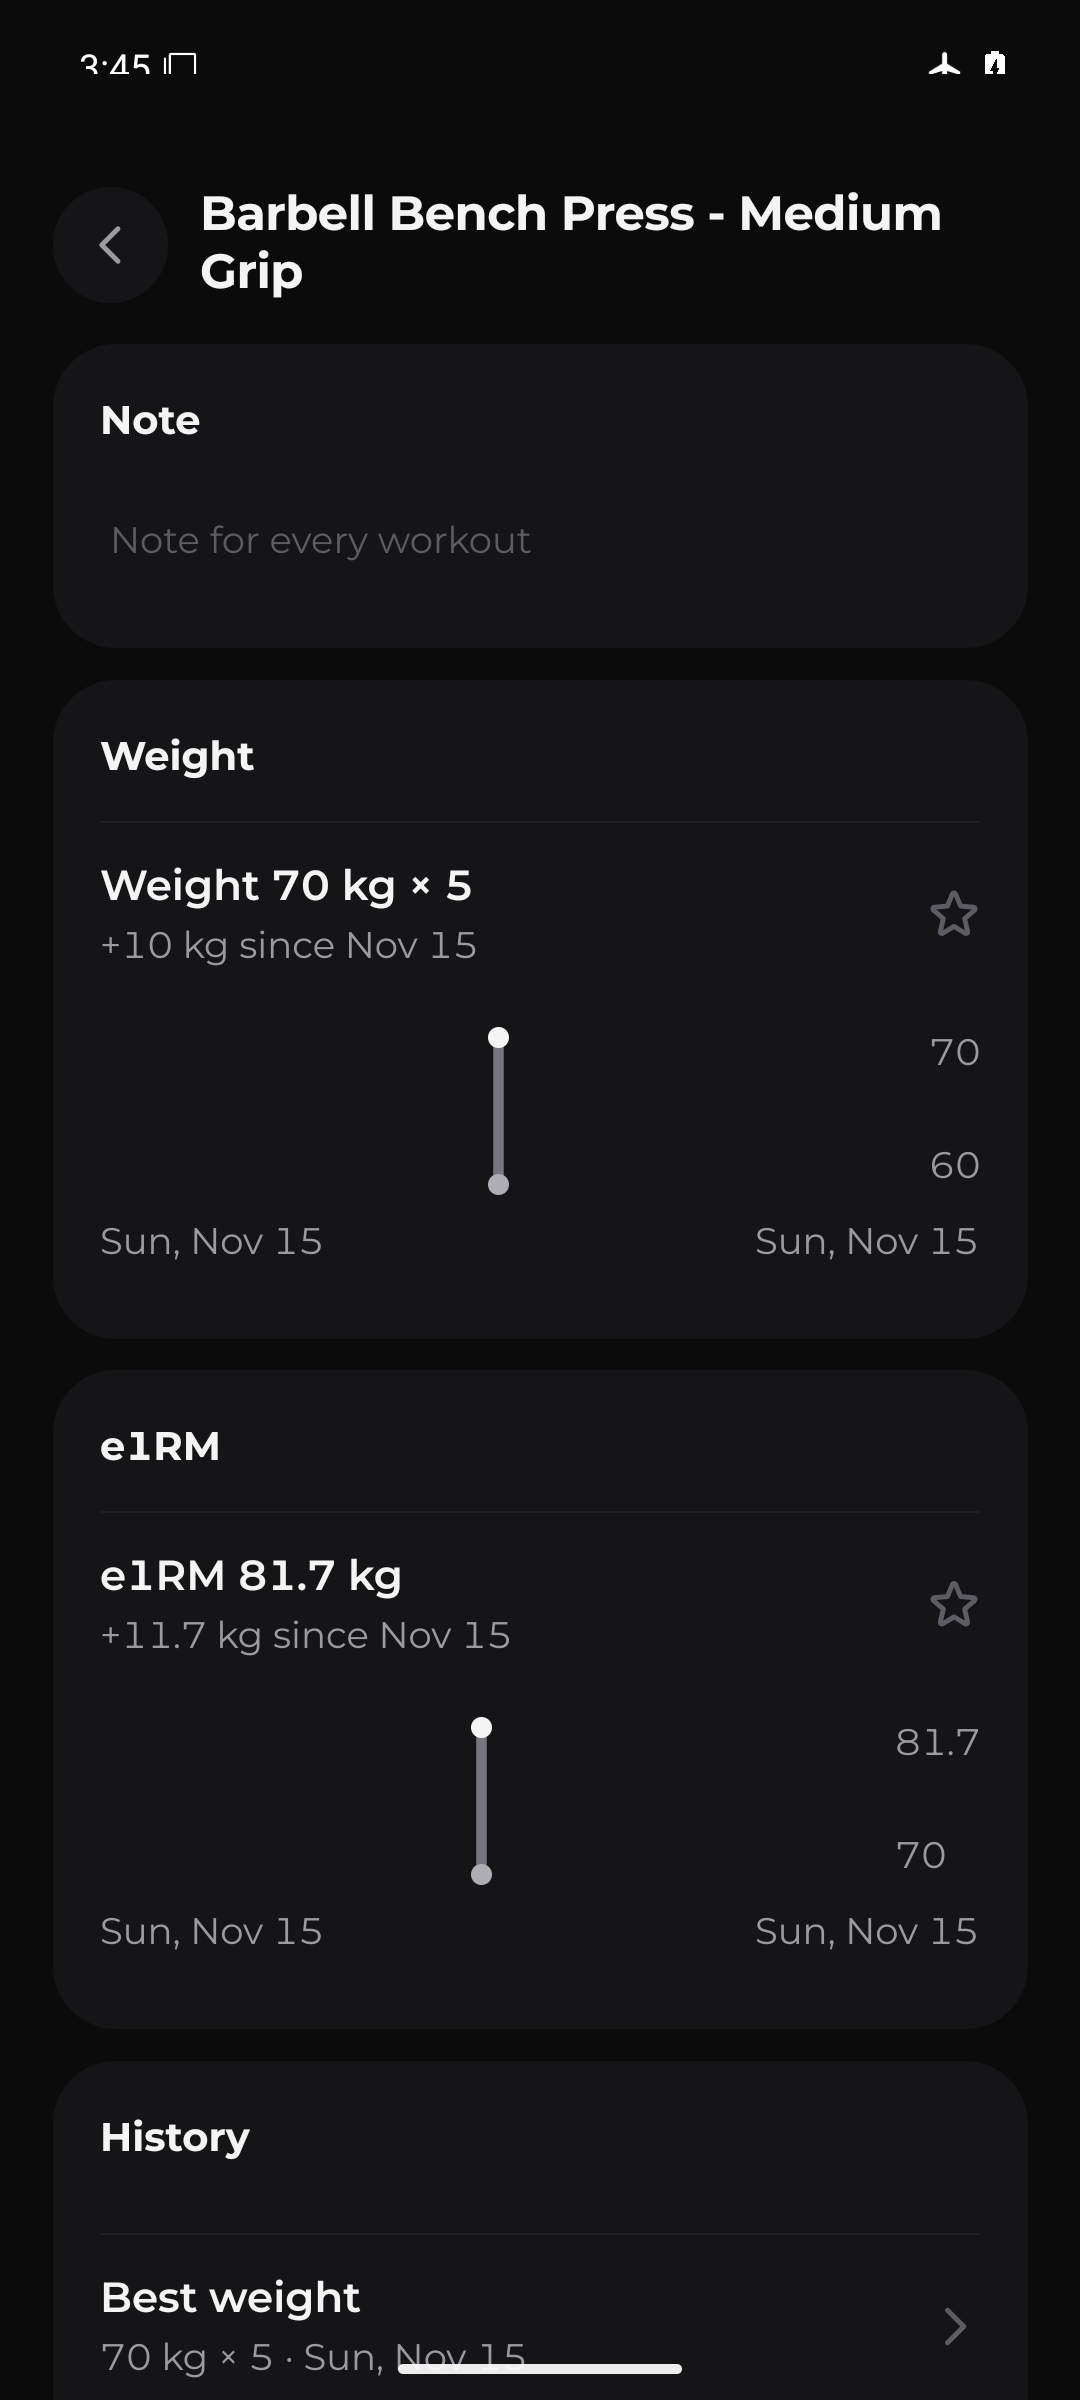 3:45
Barbell Bench Press - Medium
Grip
Note
Note for every workout
Weight
Weight 70 kg × 5
+10 kg since Nov 15
70
60
Sun, Nov 15
Sun, Nov 15
e1RM
e1RM 81.7 kg
+11.7 kg since Nov 15
81.7
70
Sun, Nov 15
Sun, Nov 15
History
Best weight
70 kg × 5 · Sun, Nov 15